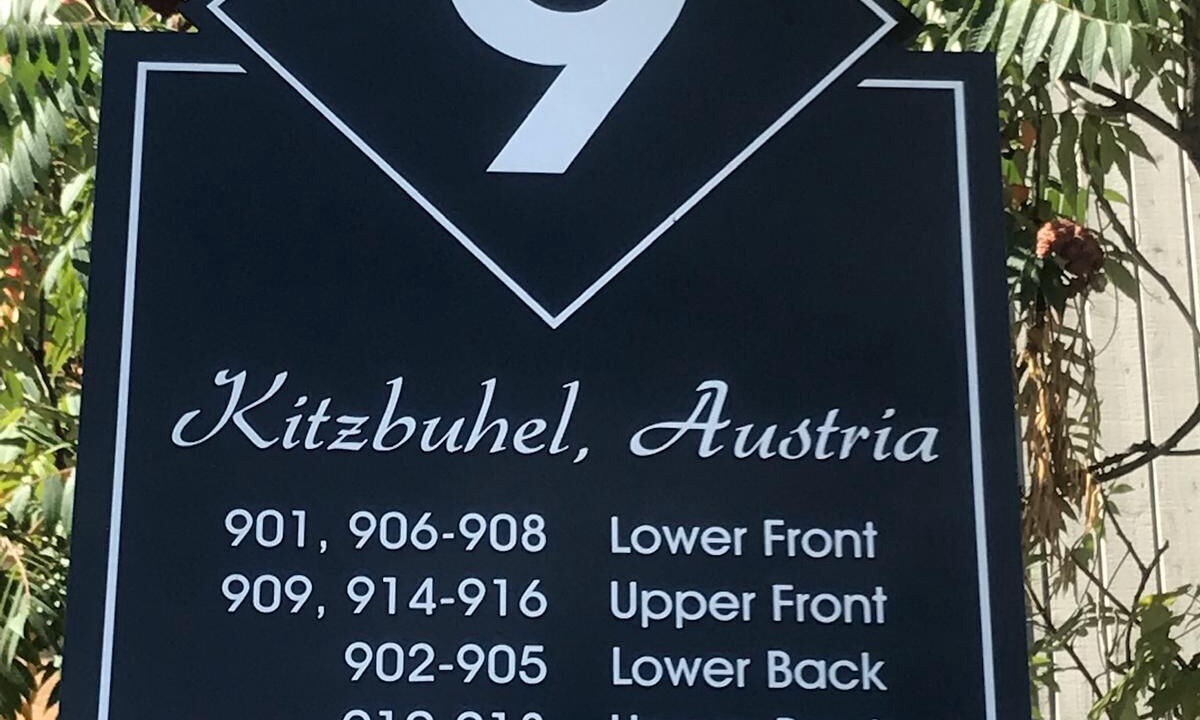 9
Kitzbuhel, Austria
901, 906-908 Lower Front
909, 914-916 Upper Front
902-905 Lower Back